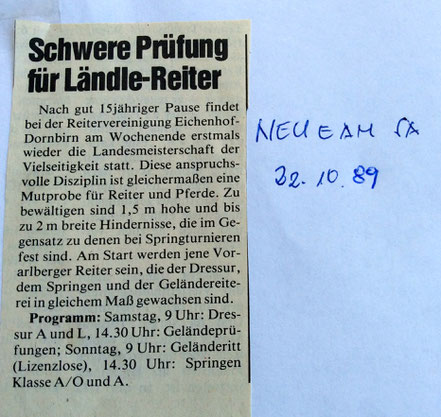 Schwere Prüfung
für Ländle-Reiter
Nach gut 15jähriger Pause findet
bei der Reitervereinigung Eichenhof-
Dornbirn am Wochenende erstmals
wieder die Landesmeisterschaft der
Vielseitigkeit statt. Diese anspruchs-
volle Disziplin ist gleichermaßen eine
Mutprobe für Reiter und Pferde. Zu
bewältigen sind 1,5 m hohe und bis
zu 2 m breite Hindernisse, die im Ge-
gensatz zu denen bei Springturnieren
fest sind. Am Start werden jene Vor-
arlberger Reiter sein, die der Dressur,
dem Springen und der Geländereite-
rei in gleichem Maß gewachsen sind.
Programm: Samstag, 9 Uhr: Dres-
sur A und L, 14.30 Uhr: Geländeprü-
fungen; Sonntag, 9 Uhr: Geländeritt
(Lizenzlose), 14.30 Uhr: Springen
Klasse A/O und A.
NEUE AM SA
22.10.89